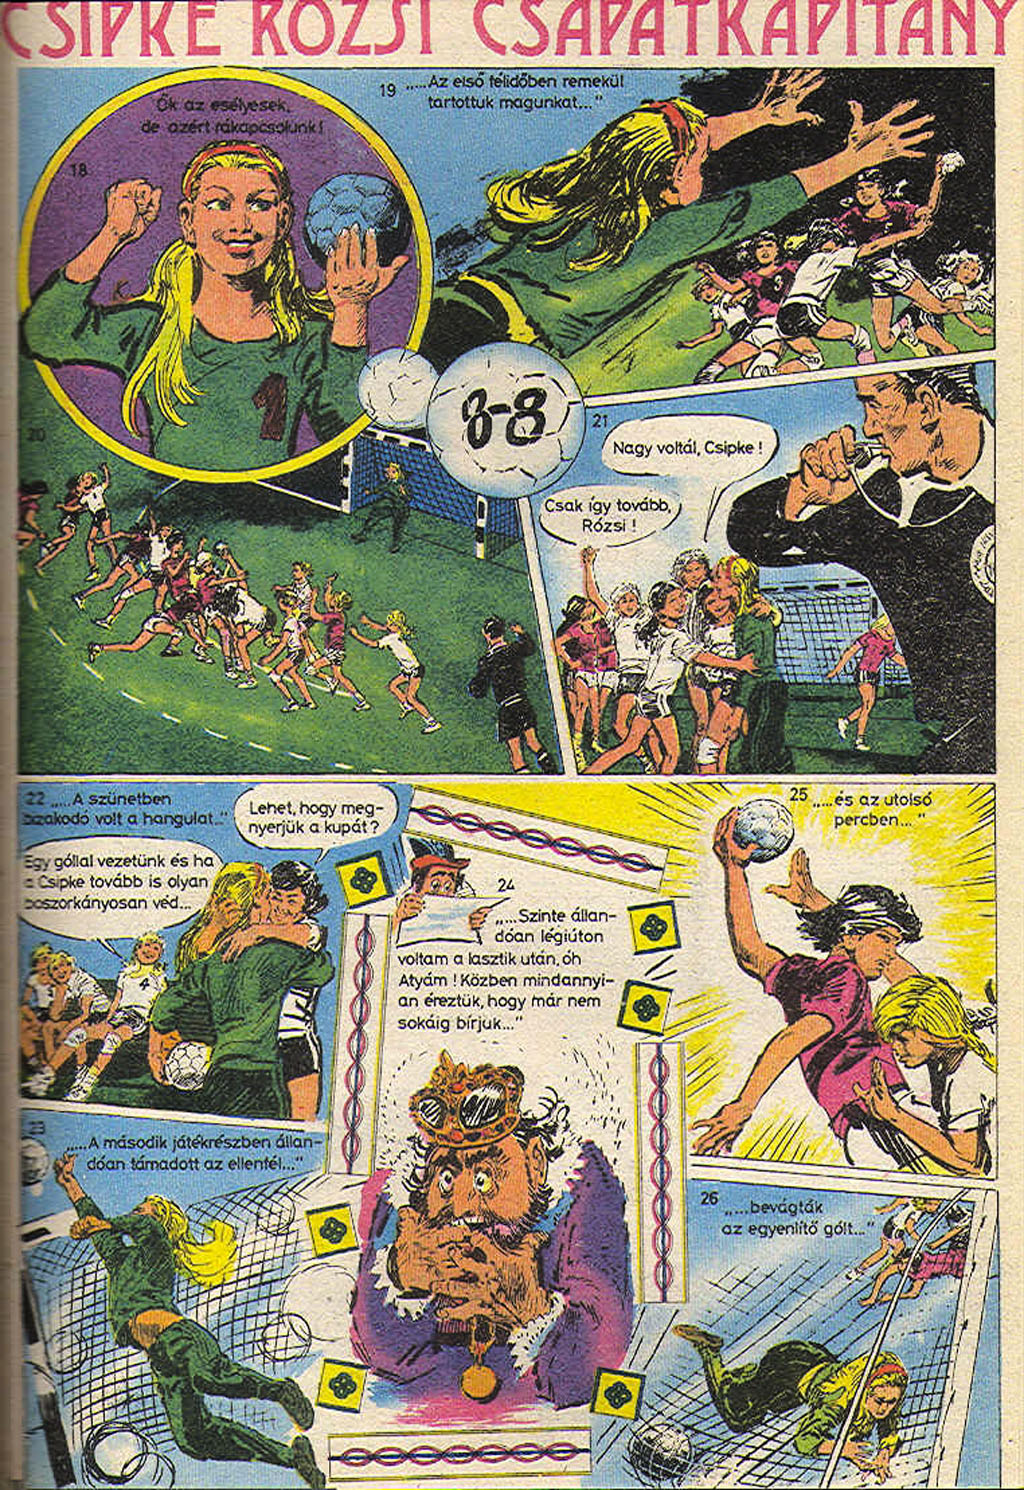 CSIPKE RÓZSI CSAPATKAPITÁNY
18
Ők az esélyesek,
de azért rákapcsolunk!
1
19 „...Az első félidőben remekül
tartottuk magunkat..."
8-8
20
21
Nagy voltál, Csipke!
Csak így tovább,
Rózsi!
22 „...A szünetben
bizakodó volt a hangulat.."
Lehet, hogy meg-
nyerjük a kupát?
Egy góllal vezetünk és ha
a Csipke tovább is olyan
boszorkányosan véd...
4
23
„...A második játékrészben állan-
dóan támadott az ellenfél..."
24
„...Szinte állan-
dóan légiúton
voltam a lasztik után, óh
Atyám! Közben mindannyi-
an éreztük, hogy már nem
sokáig bírjuk..."
25 „...és az utolsó
percben..."
26
„...bevágták
az egyenlítő gólt..."